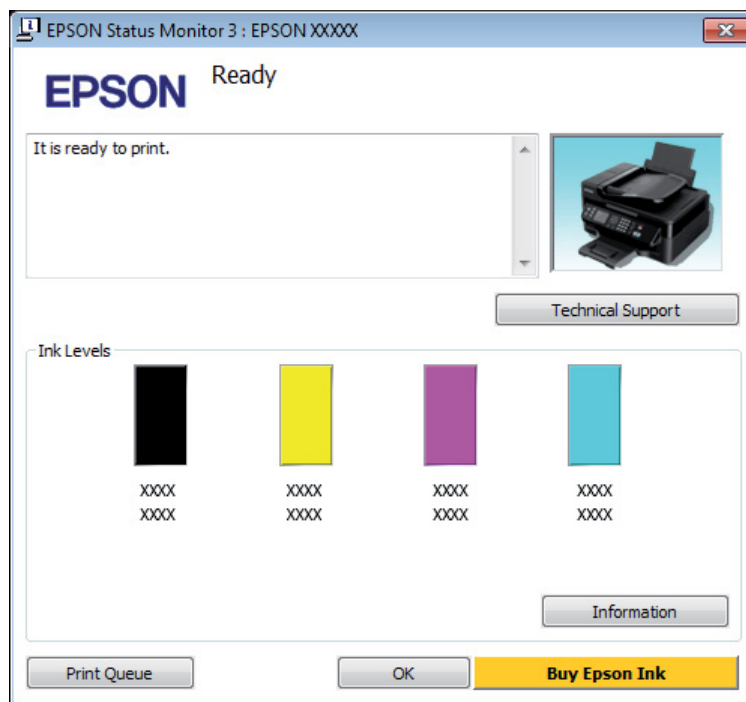 EPSON Status Monitor 3 : EPSON XXXXX
EPSON
Ready
It is ready to print.
Technical Support
Ink Levels
XXXX XXXX XXXX XXXX
XXXX XXXX XXXX XXXX
Information
Print Queue OK Buy Epson Ink